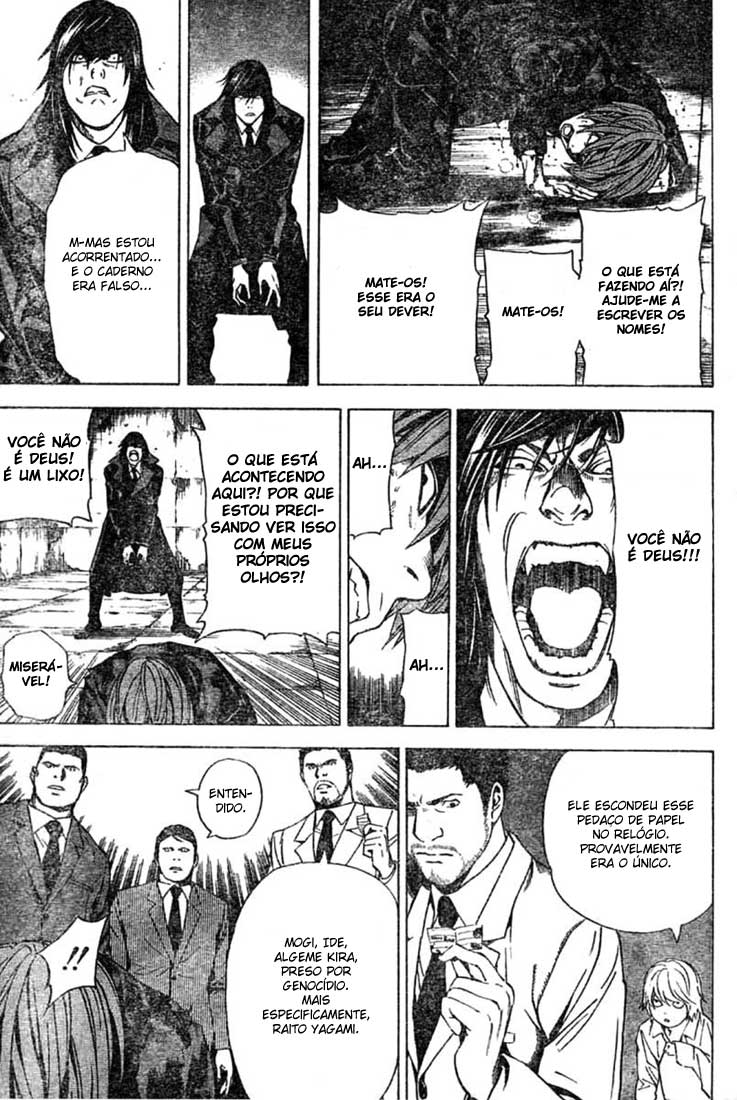 O QUE ESTÁ
FAZENDO AÍ?!
AJUDE-ME A
ESCREVER OS
NOMES!
MATE-OS!
MATE-OS!
ESSE ERA O
SEU DEVER!
M-MAS ESTOU
ACORRENTADO...
E O CADERNO
ERA FALSO...
VOCÊ NÃO
É DEUS!!!
AH...
AH...
O QUE ESTÁ
ACONTECENDO
AQUI?! POR QUE
ESTOU PRECI-
SANDO VER ISSO
COM MEUS
PRÓPRIOS
OLHOS?!
VOCÊ NÃO
É DEUS!
É UM LIXO!
MISERÁ-
VEL!
ELE ESCONDEU ESSE
PEDAÇO DE PAPEL
NO RELÓGIO.
PROVAVELMENTE
ERA O ÚNICO.
MOGI, IDE,
ALGEME KIRA,
PRESO POR
GENOCÍDIO.
MAIS
ESPECIFICAMENTE,
RAITO YAGAMI.
ENTEN-
DIDO.
!!